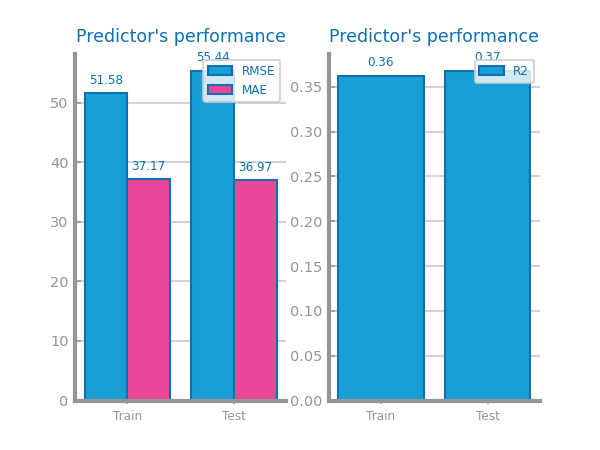 Predictor's performance
51.58
55.44
37.17
36.97
RMSE
MAE
50
40
30
20
10
0
Train
Test
Predictor's performance
0.36
0.37
R2
0.35
0.30
0.25
0.20
0.15
0.10
0.05
0.00
Train
Test